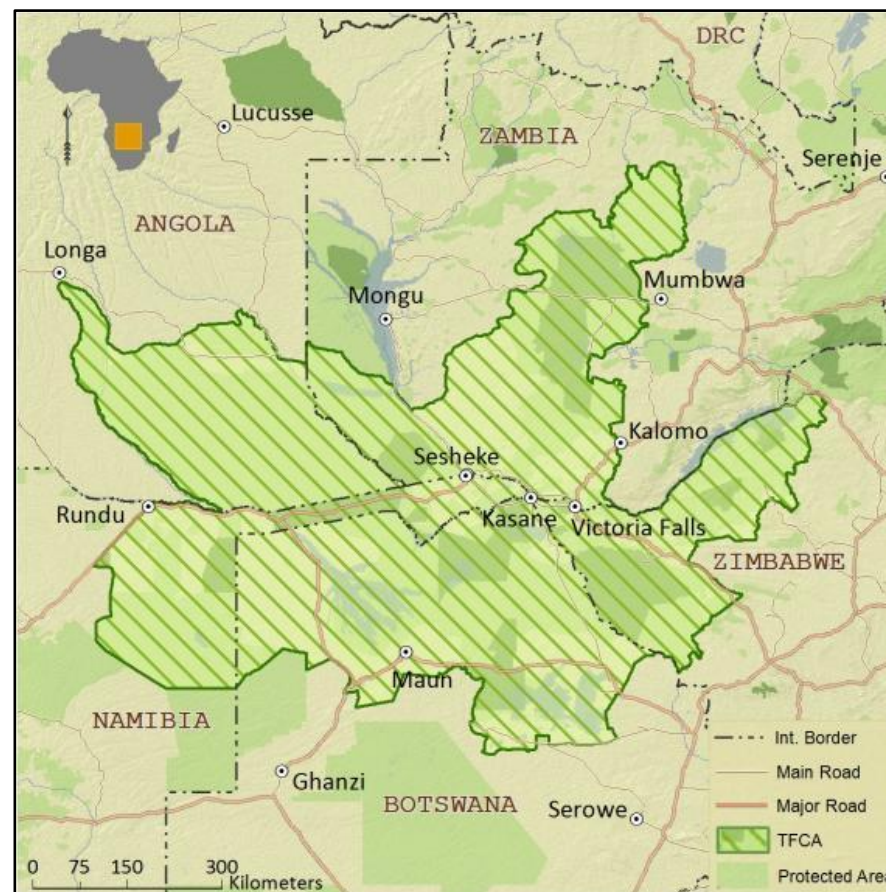 DRC
Lucusse
ZAMBIA
Serenje
ANGOLA
Longa
Mongu
Mumbwa
Kalomo
Sesheke
Rundu
Kasane
Victoria Falls
ZIMBABWE
Maun
NAMIBIA
Int. Border
Ghanzi
Main Road
BOTSWANA
Serowe
Major Road
TFCA
0 75 150 300
Kilometers
Protected Area